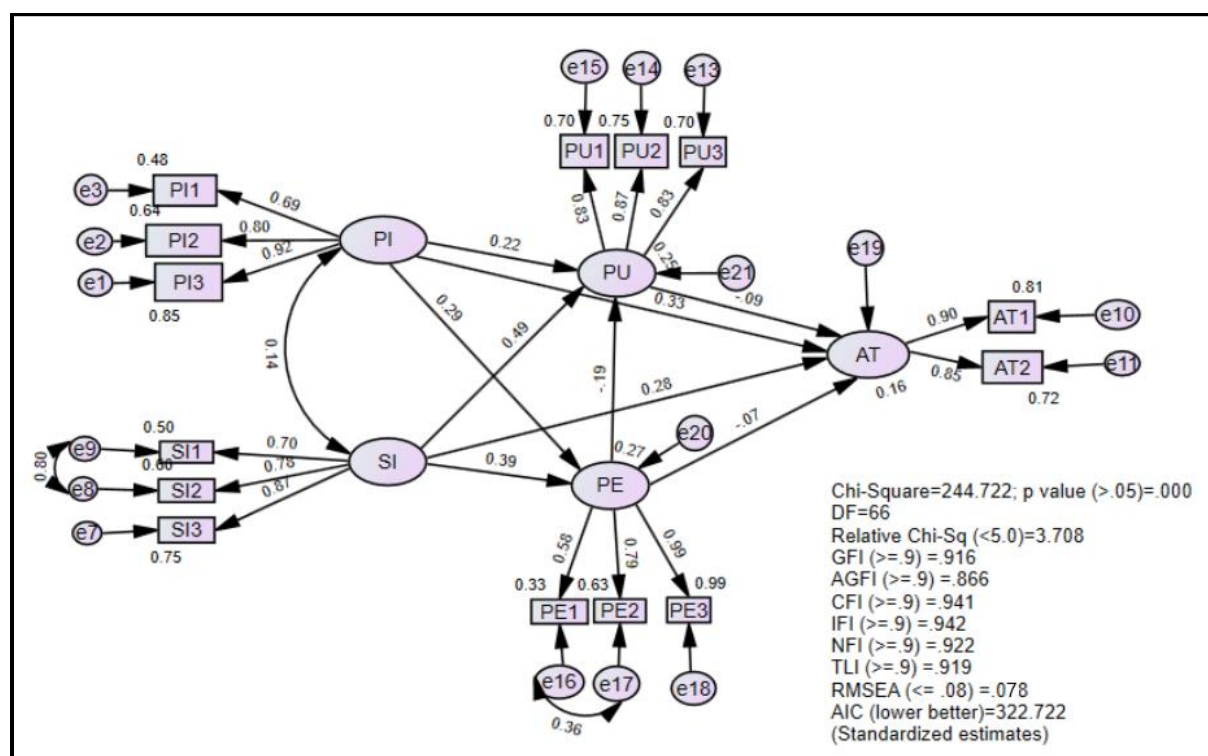 e15 e14 e13
0.70 0.75 0.70
PU1 PU2 PU3
0.48
e3 PI1
0.64
0.69
0.83 0.87 0.83
e2 PI2
0.80
PI
0.22
PU
0.25
e21
e19
e1 PI3
0.92
0.85
0.33
-.09
0.81
0.90
AT1 e10
0.29
AT
0.14
0.49
-.19
0.28
0.16
0.85
AT2 e11
0.72
0.50
e9 SI1
0.70
SI
0.39
0.27
e20
-.07
0.80
e8 SI2
0.78
PE
e7 SI3
0.87
0.75
0.58 0.79 0.99
0.33 0.63 0.99
PE1 PE2 PE3
e16 e17 e18
0.36
Chi-Square=244.722; p value (>.05)=.000
DF=66
Relative Chi-Sq (<5.0)=3.708
GFI (>=.9) =.916
AGFI (>=.9) =.866
CFI (>=.9) =.941
IFI (>=.9) =.942
NFI (>=.9) =.922
TLI (>=.9) =.919
RMSEA (<= .08) =.078
AIC (lower better)=322.722
(Standardized estimates)